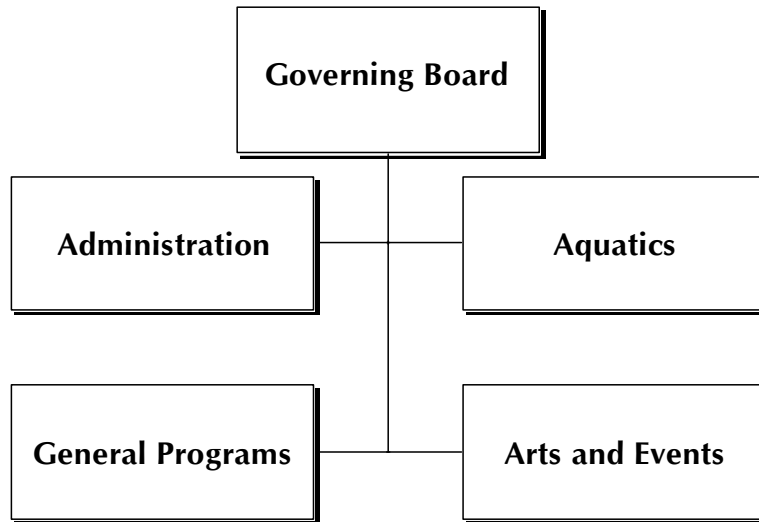 Governing Board
Administration
Aquatics
General Programs
Arts and Events